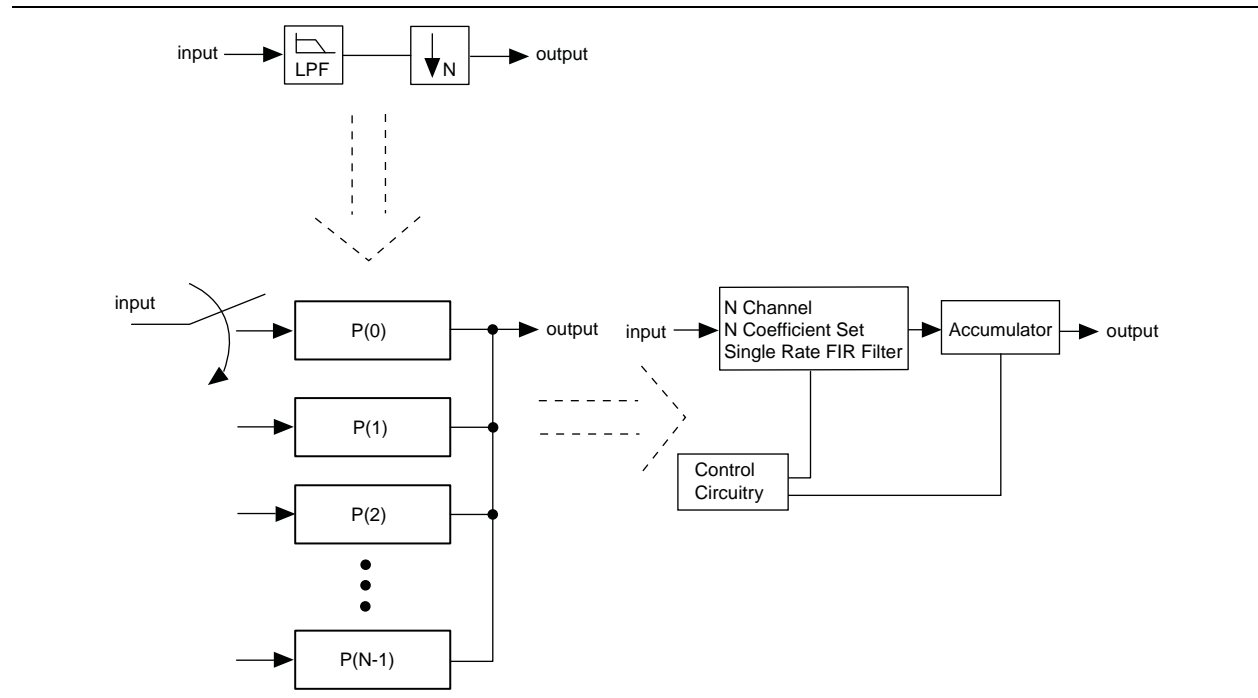 input
LPF
N
output
input
P(0)
output
P(1)
P(2)
P(N-1)
input
N Channel
N Coefficient Set
Single Rate FIR Filter
Accumulator
output
Control
Circuitry